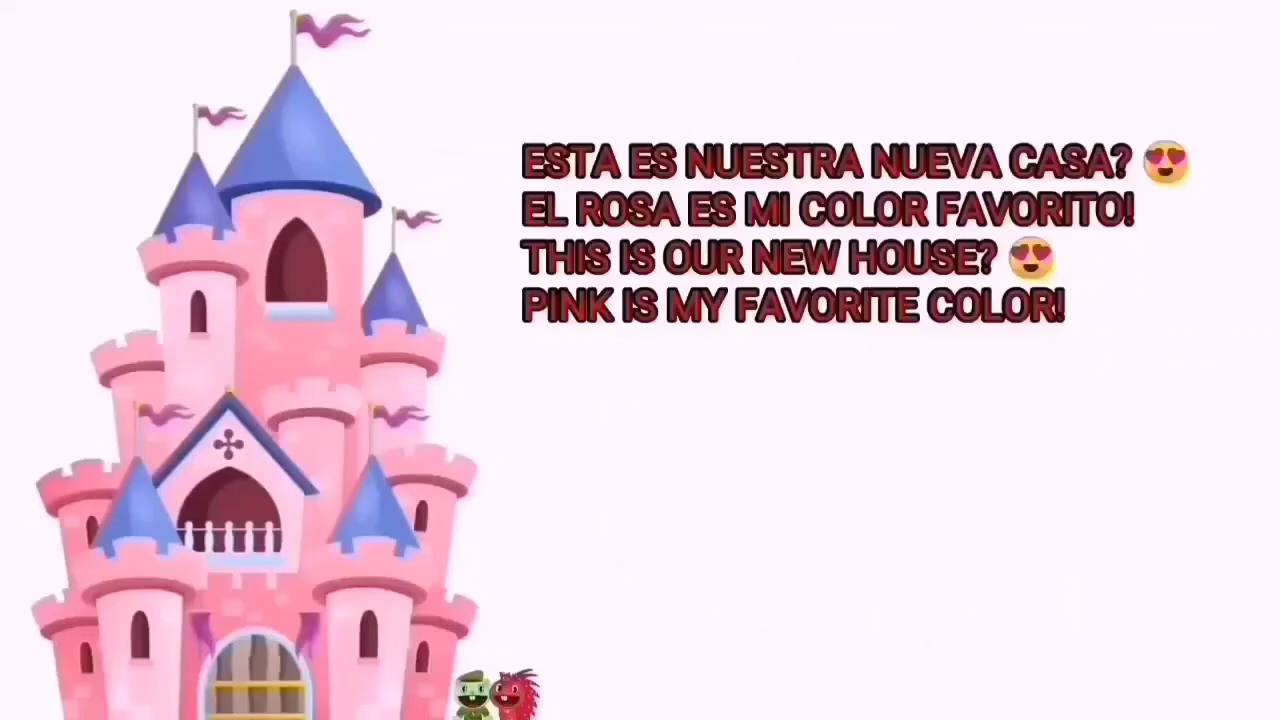 ESTA ES NUESTRA NUEVA CASA? 😍
EL ROSA ES MI COLOR FAVORITO!
THIS IS OUR NEW HOUSE? 😍
PINK IS MY FAVORITE COLOR!